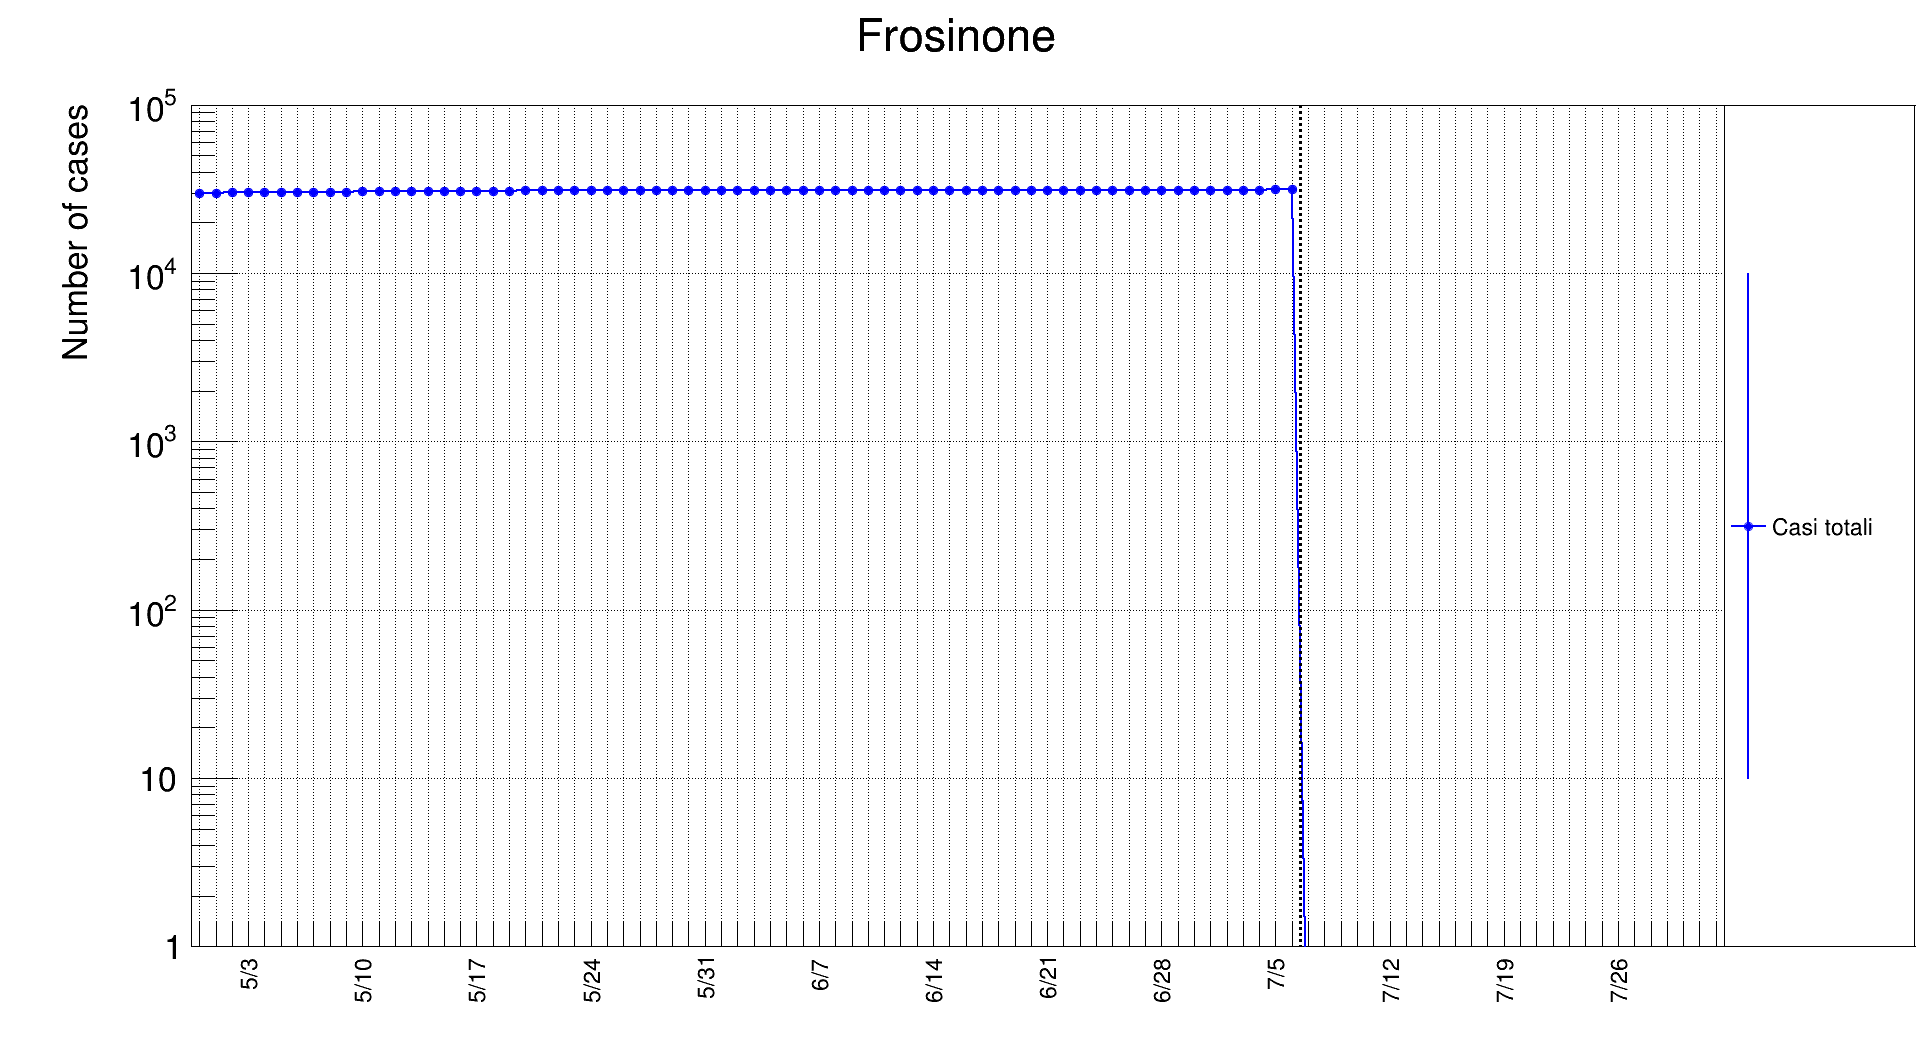 Frosinone
Number of cases
10^5
10^4
10^3
10^2
10
1
5/3 5/10 5/17 5/24 5/31 6/7 6/14 6/21 6/28 7/5 7/12 7/19 7/26
Casi totali